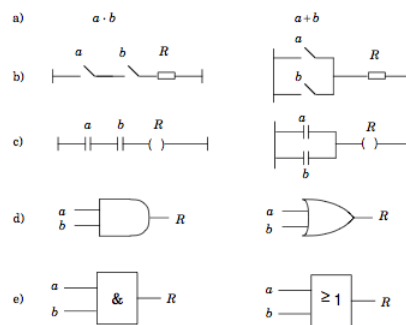 a) a · b a + b
a
b) a b R R
b
a
c) a b R R
b
d) a b R a b R
e) a b & R a b ≥ 1 R